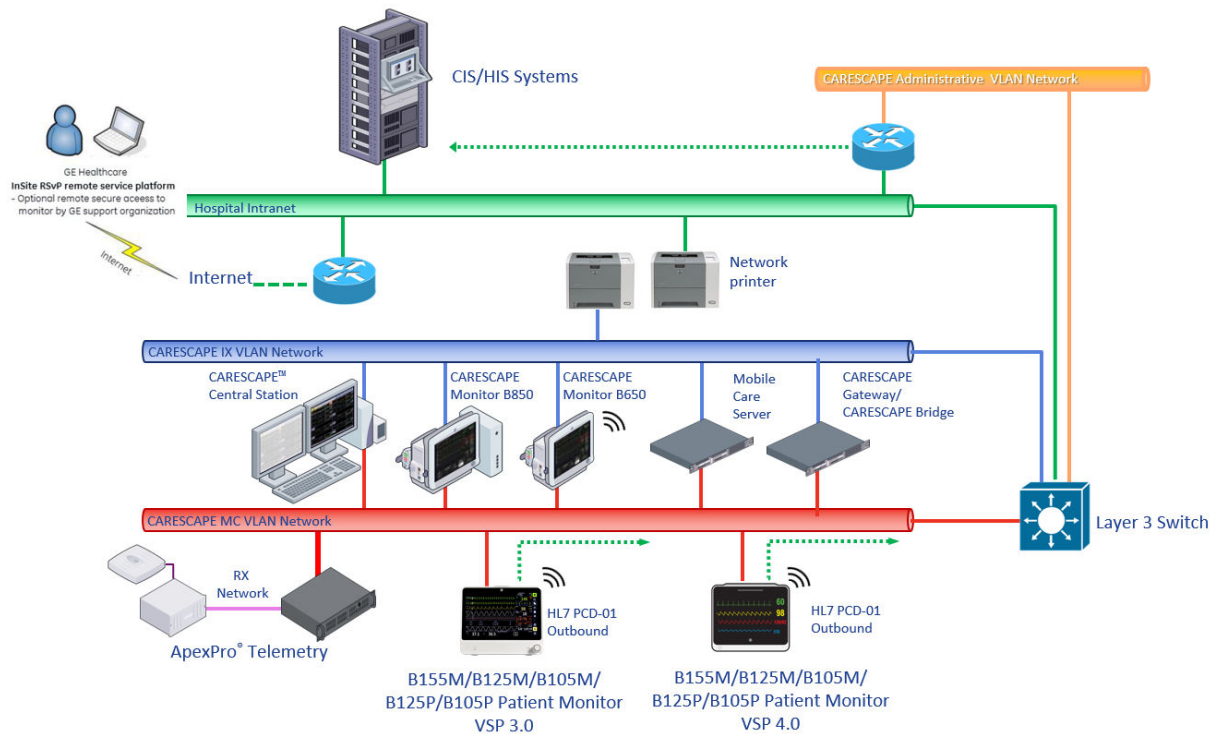 CIS/HIS Systems
CARESCAPE Administrative VLAN Network
GE Healthcare
InSite RSvP remote service platform
- Optional remote secure aceess to
monitor by GE support organization
Internet
Hospital Intranet
Internet
Network
printer
CARESCAPE IX VLAN Network
CARESCAPE™
Central Station
CARESCAPE
Monitor B850
CARESCAPE
Monitor B650
Mobile
Care
Server
CARESCAPE
Gateway/
CARESCAPE Bridge
CARESCAPE MC VLAN Network
Layer 3 Switch
RX
Network
ApexPro® Telemetry
HL7 PCD-01
Outbound
B155M/B125M/B105M/
B125P/B105P Patient Monitor
VSP 3.0
60
98
HL7 PCD-01
Outbound
B155M/B125M/B105M/
B125P/B105P Patient Monitor
VSP 4.0